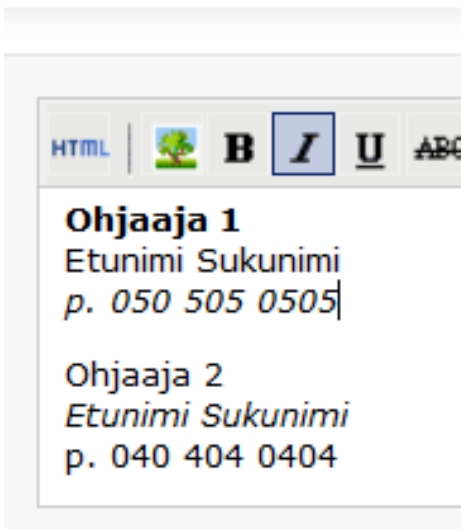 HTML B I U ABC
Ohjaaja 1
Etunimi Sukunimi
p. 050 505 0505
Ohjaaja 2
Etunimi Sukunimi
p. 040 404 0404